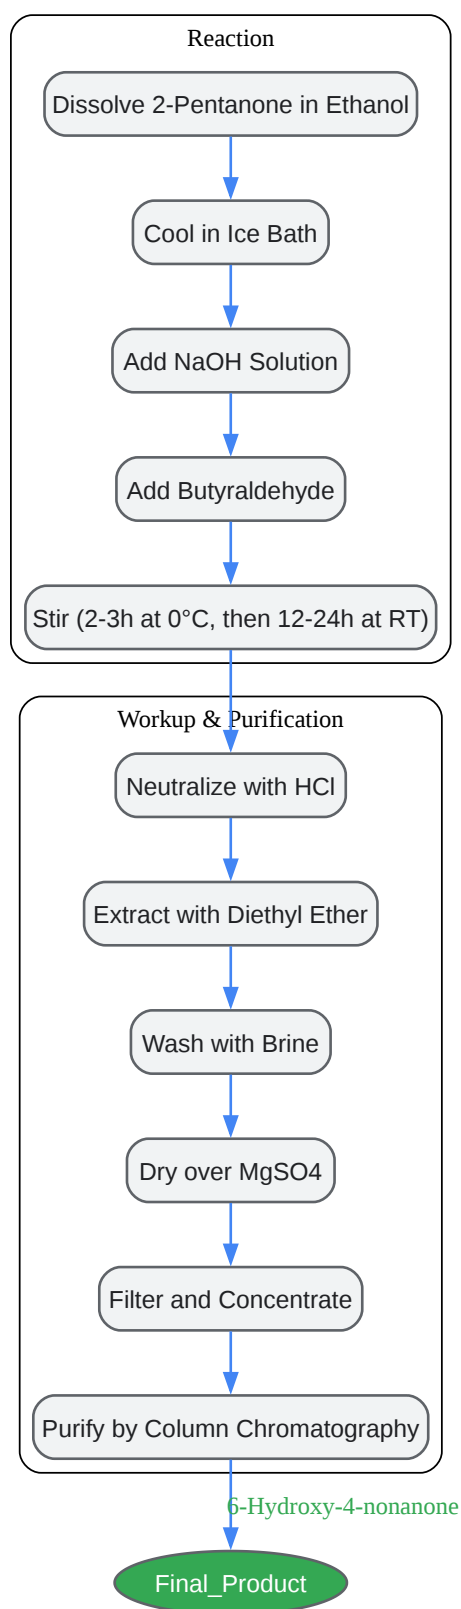 Reaction
Dissolve 2-Pentanone in Ethanol
Cool in Ice Bath
Add NaOH Solution
Add Butyraldehyde
Stir (2-3h at 0°C, then 12-24h at RT)
Workup & Purification
Neutralize with HCl
Extract with Diethyl Ether
Wash with Brine
Dry over MgSO4
Filter and Concentrate
Purify by Column Chromatography
6-Hydroxy-4-nonanone
Final_Product